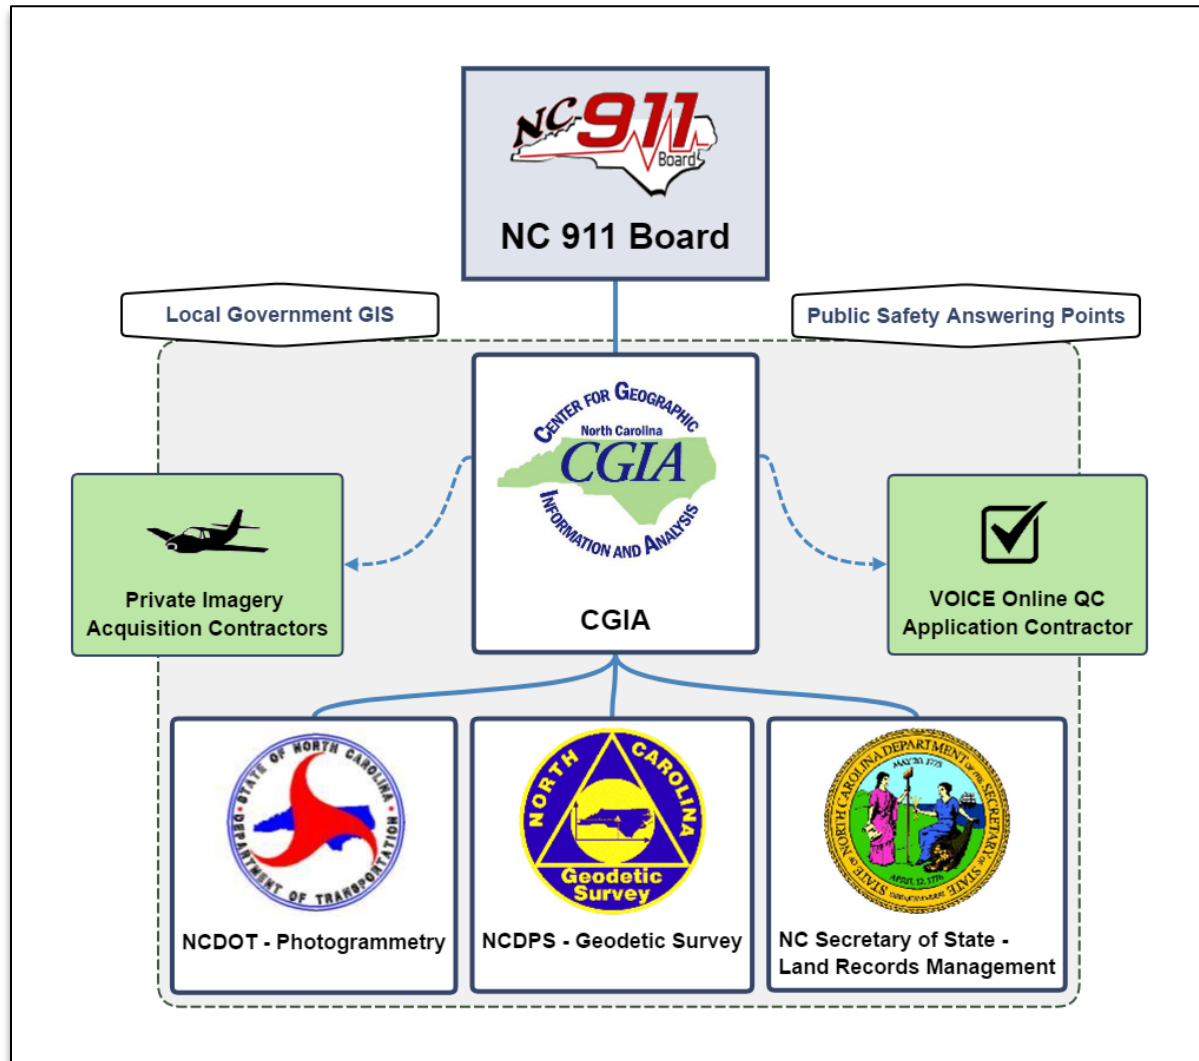 NC 911
Board
NC 911 Board
Local Government GIS
Public Safety Answering Points
CENTER FOR GEOGRAPHIC
North Carolina
CGIA
INFORMATION AND ANALYSIS
CGIA
Private Imagery
Acquisition Contractors
VOICE Online QC
Application Contractor
STATE OF NORTH CAROLINA
DEPARTMENT OF TRANSPORTATION
NCDOT - Photogrammetry
NORTH CAROLINA
Geodetic
Survey
NCDPS - Geodetic Survey
STATE OF NORTH CAROLINA DEPARTMENT OF THE SECRETARY OF STATE
MAY 20, 1775
APRIL 12, 1776
NC Secretary of State -
Land Records Management